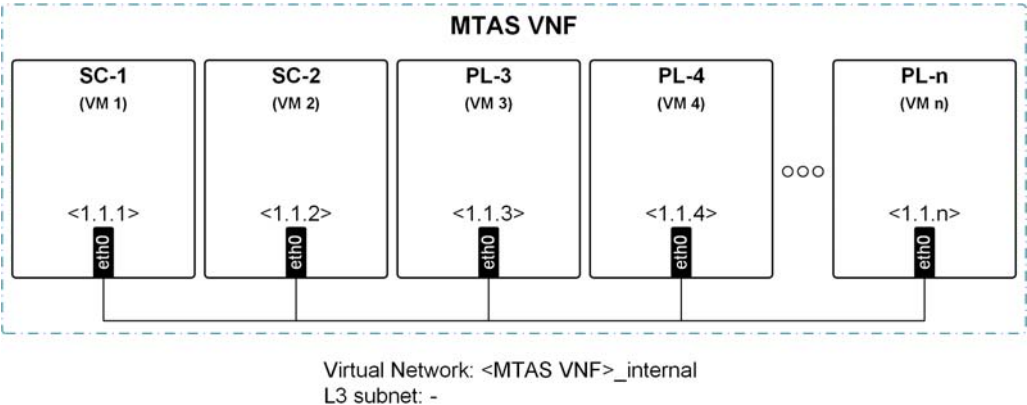 MTAS VNF
SC-1
(VM 1)
SC-2
(VM 2)
PL-3
(VM 3)
PL-4
(VM 4)
PL-n
(VM n)
<1.1.1>
<1.1.2>
<1.1.3>
<1.1.4>
<1.1.n>
eth0
eth0
eth0
eth0
eth0
Virtual Network: <MTAS VNF>_internal
L3 subnet: -